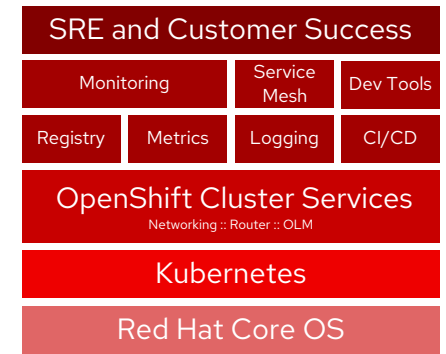 SRE and Customer Success
Monitoring
Service
Mesh
Dev Tools
Registry
Metrics
Logging
CI/CD
OpenShift Cluster Services
Networking :: Router :: OLM
Kubernetes
Red Hat Core OS